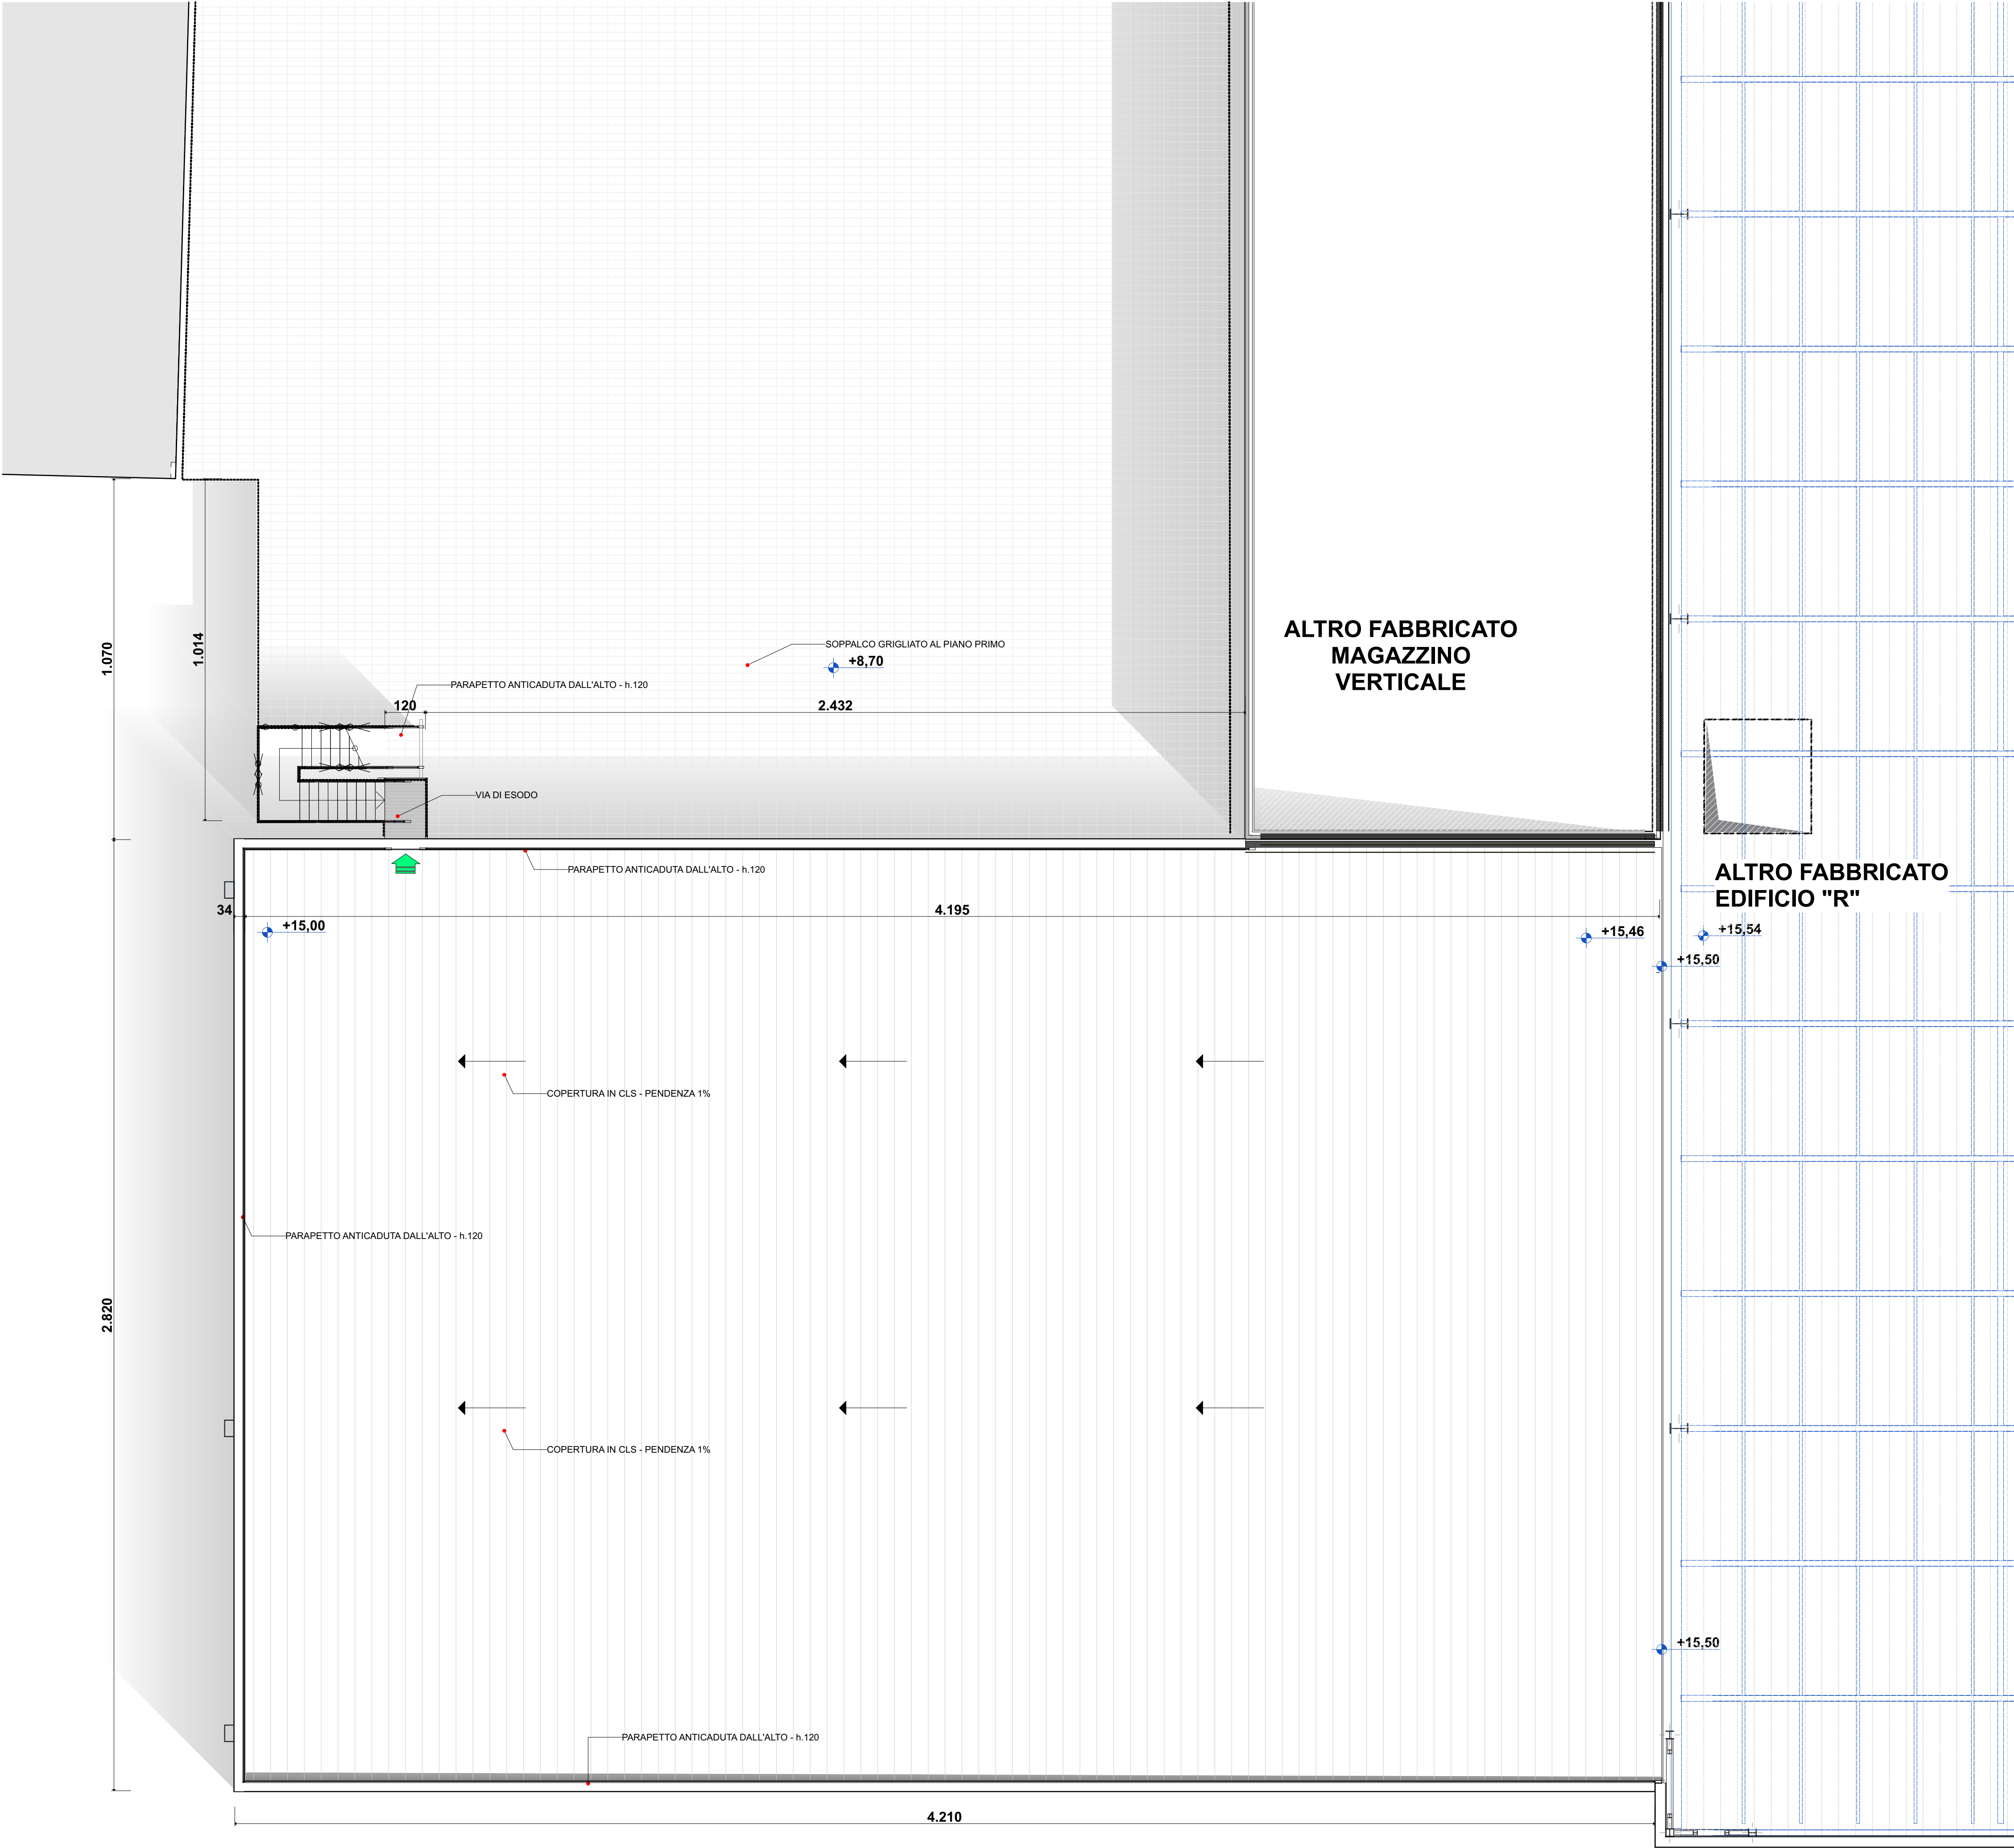 ALTRO FABBRICATO
MAGAZZINO
VERTICALE
SOPPALCO GRIGLIATO AL PIANO PRIMO
+8,70
1.070
1.014
PARAPETTO ANTICADUTA DALL'ALTO - h.120
120
2.432
VIA DI ESODO
PARAPETTO ANTICADUTA DALL'ALTO - h.120
ALTRO FABBRICATO
EDIFICIO "R"
34
4.195
+15,00
+15,46
+15,54
+15,50
COPERTURA IN CLS - PENDENZA 1%
PARAPETTO ANTICADUTA DALL'ALTO - h.120
2.820
COPERTURA IN CLS - PENDENZA 1%
+15,50
PARAPETTO ANTICADUTA DALL'ALTO - h.120
4.210